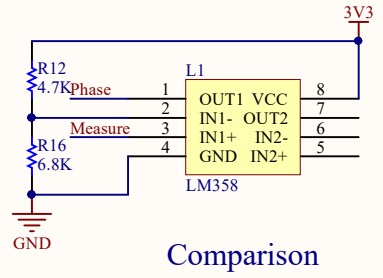 3V3
R12
4.7K
Phase
Measure
R16
6.8K
GND
L1
1 OUT1 VCC 8
2 IN1- OUT2 7
3 IN1+ IN2- 6
4 GND IN2+ 5
LM358
Comparison